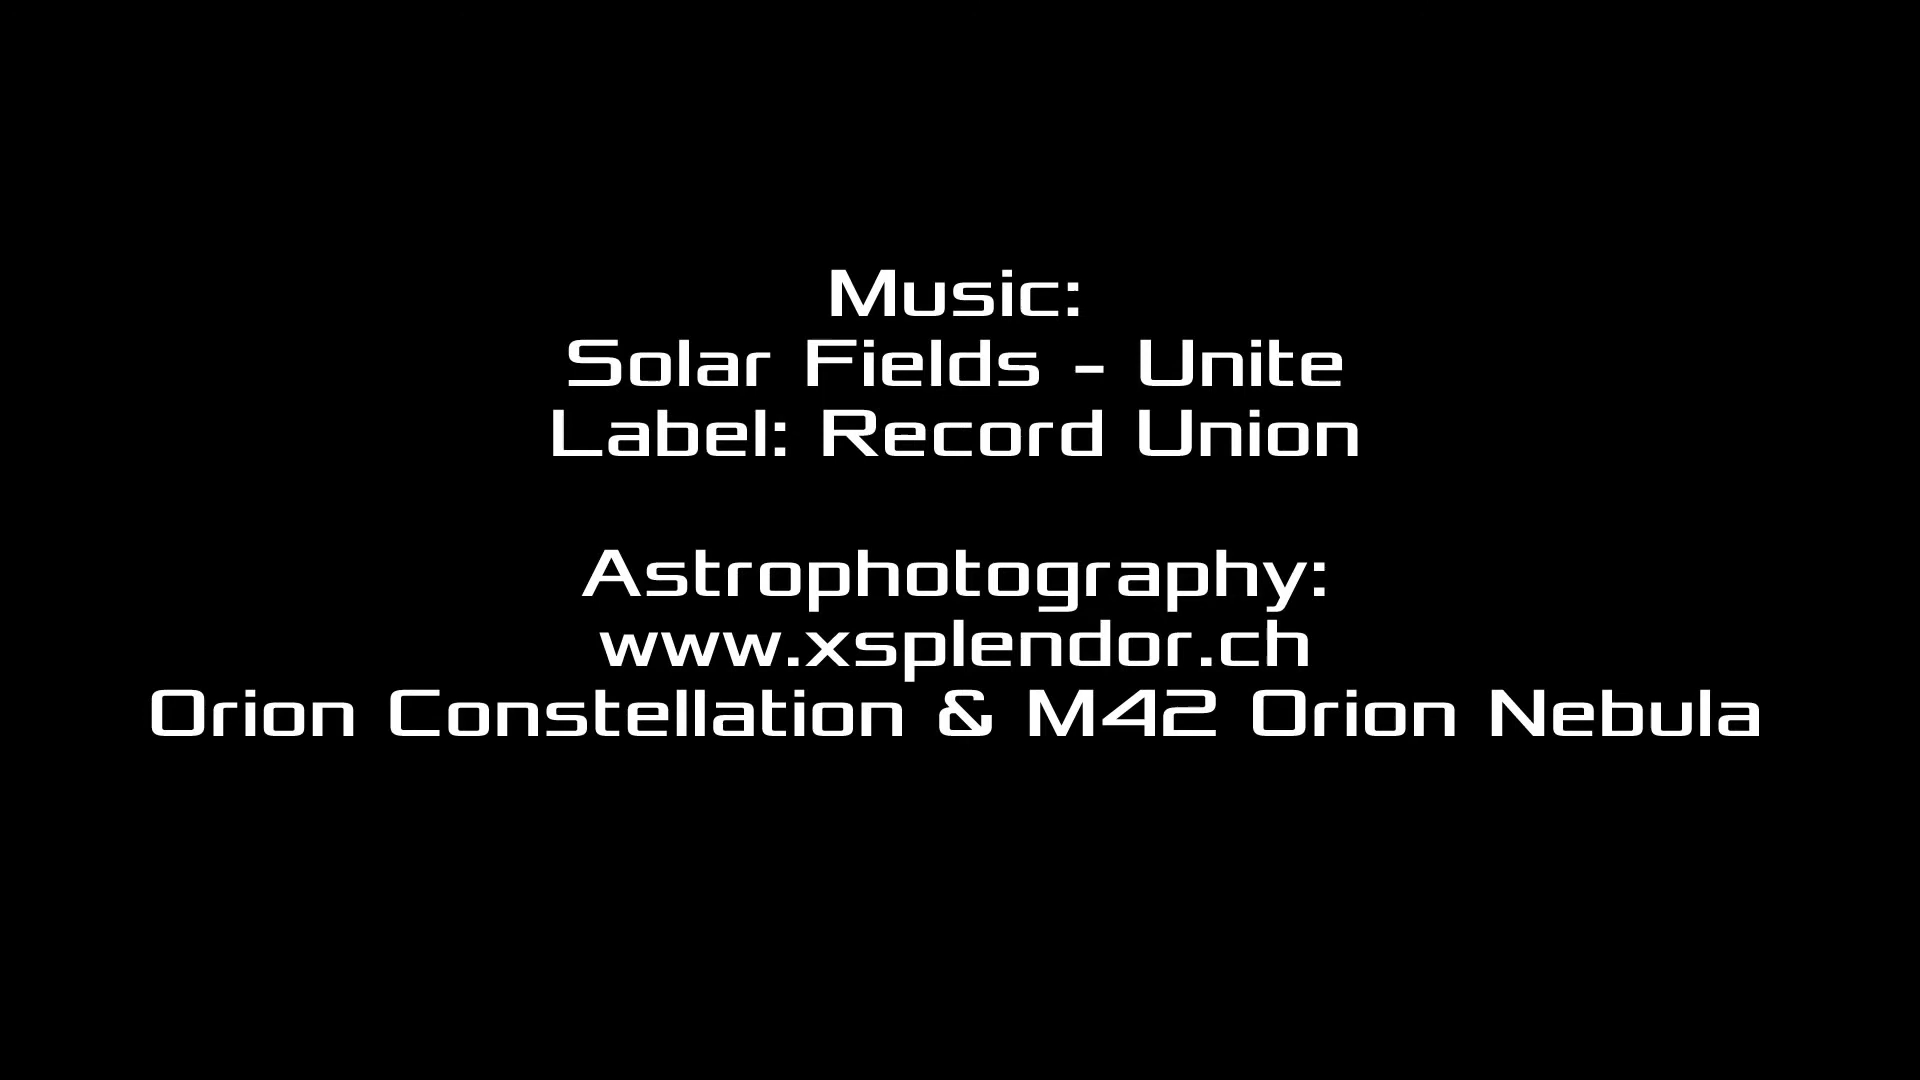 Music:
Solar Fields - Unite
Label: Record Union
Astrophotography:
www.xsplendor.ch
Orion Constellation & M42 Orion Nebula